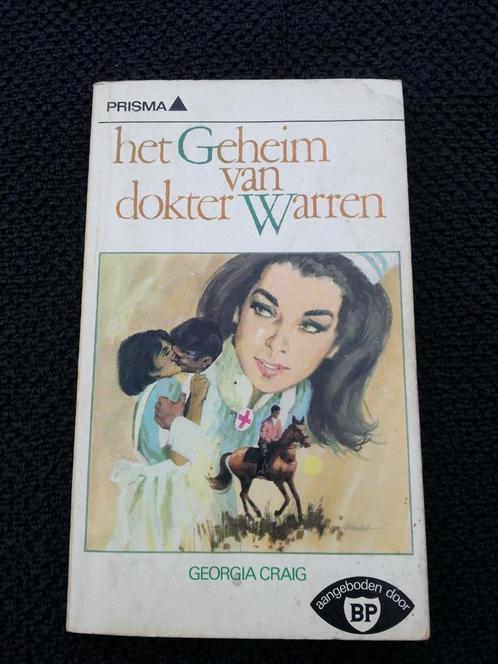 PRISMA
het Geheim
van
dokter Warren
GEORGIA CRAIG
aangeboden door
BP